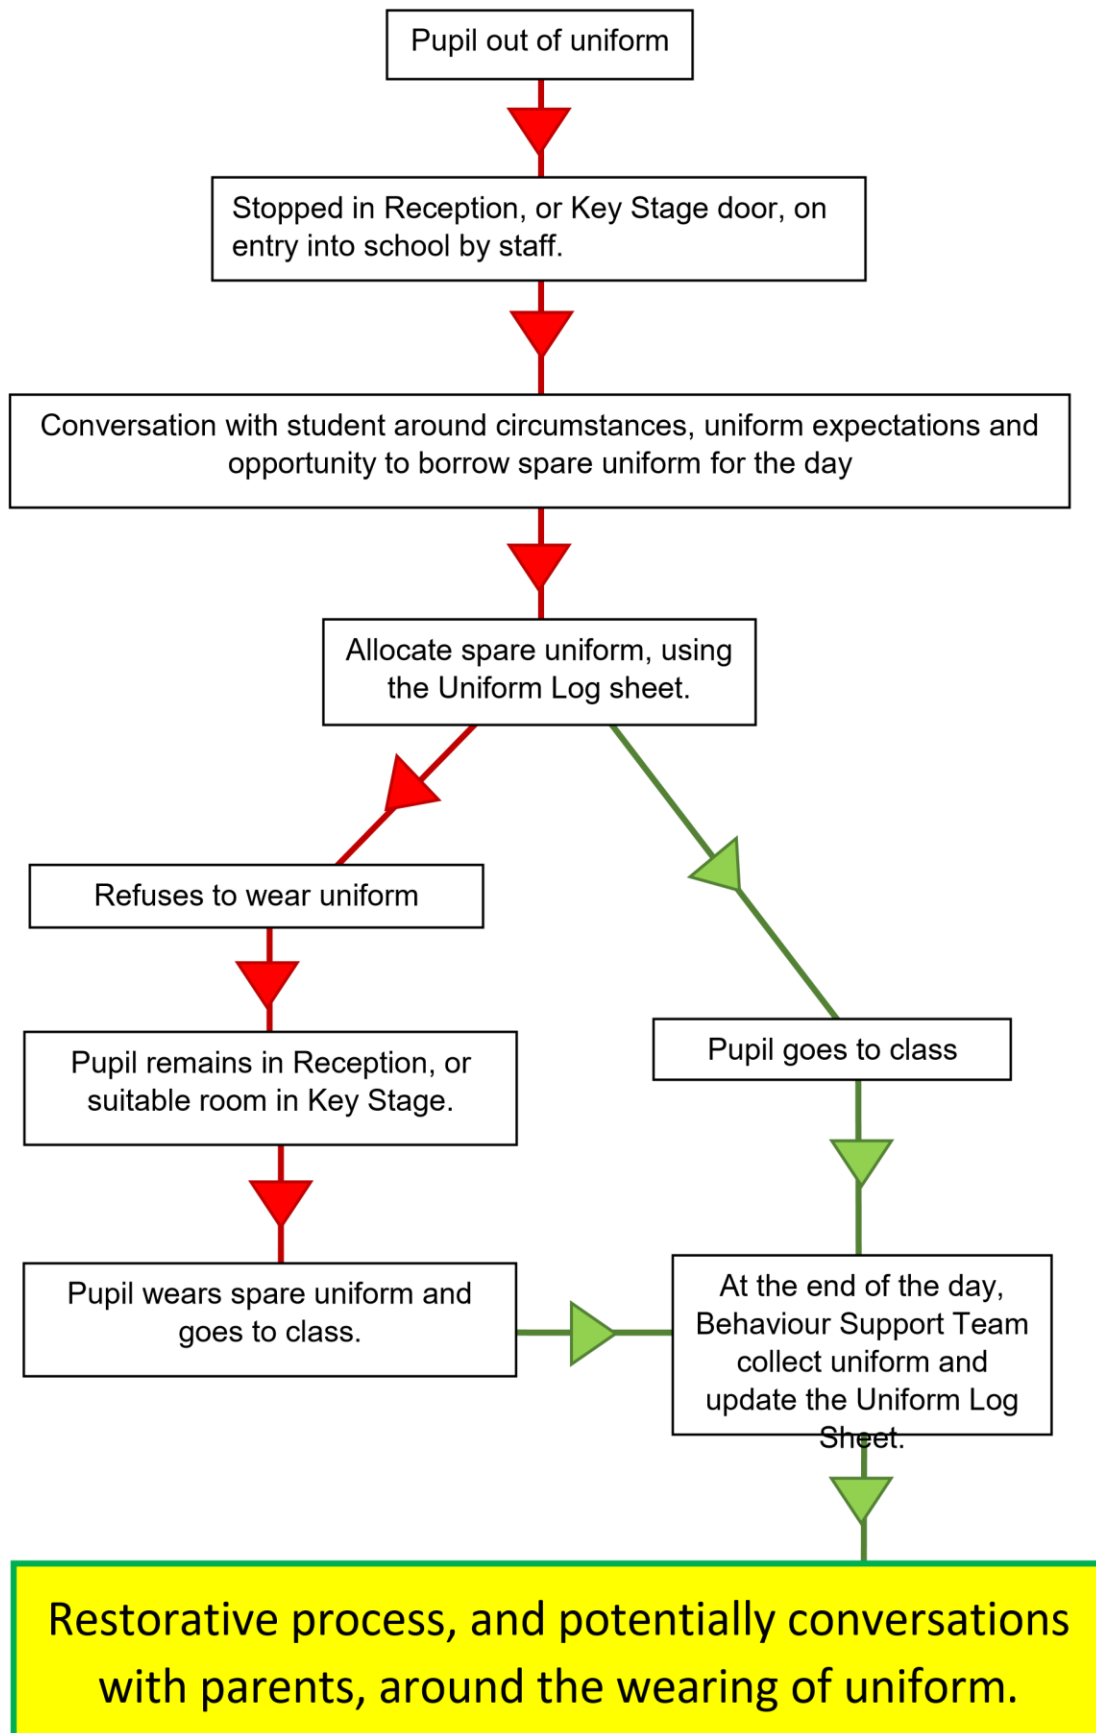 Pupil out of uniform
Stopped in Reception, or Key Stage door, on
entry into school by staff.
Conversation with student around circumstances, uniform expectations and
opportunity to borrow spare uniform for the day
Allocate spare uniform, using
the Uniform Log sheet.
Refuses to wear uniform
Pupil remains in Reception, or
suitable room in Key Stage.
Pupil goes to class
Pupil wears spare uniform and
goes to class.
At the end of the day,
Behaviour Support Team
collect uniform and
update the Uniform Log
Sheet.
Restorative process, and potentially conversations
with parents, around the wearing of uniform.